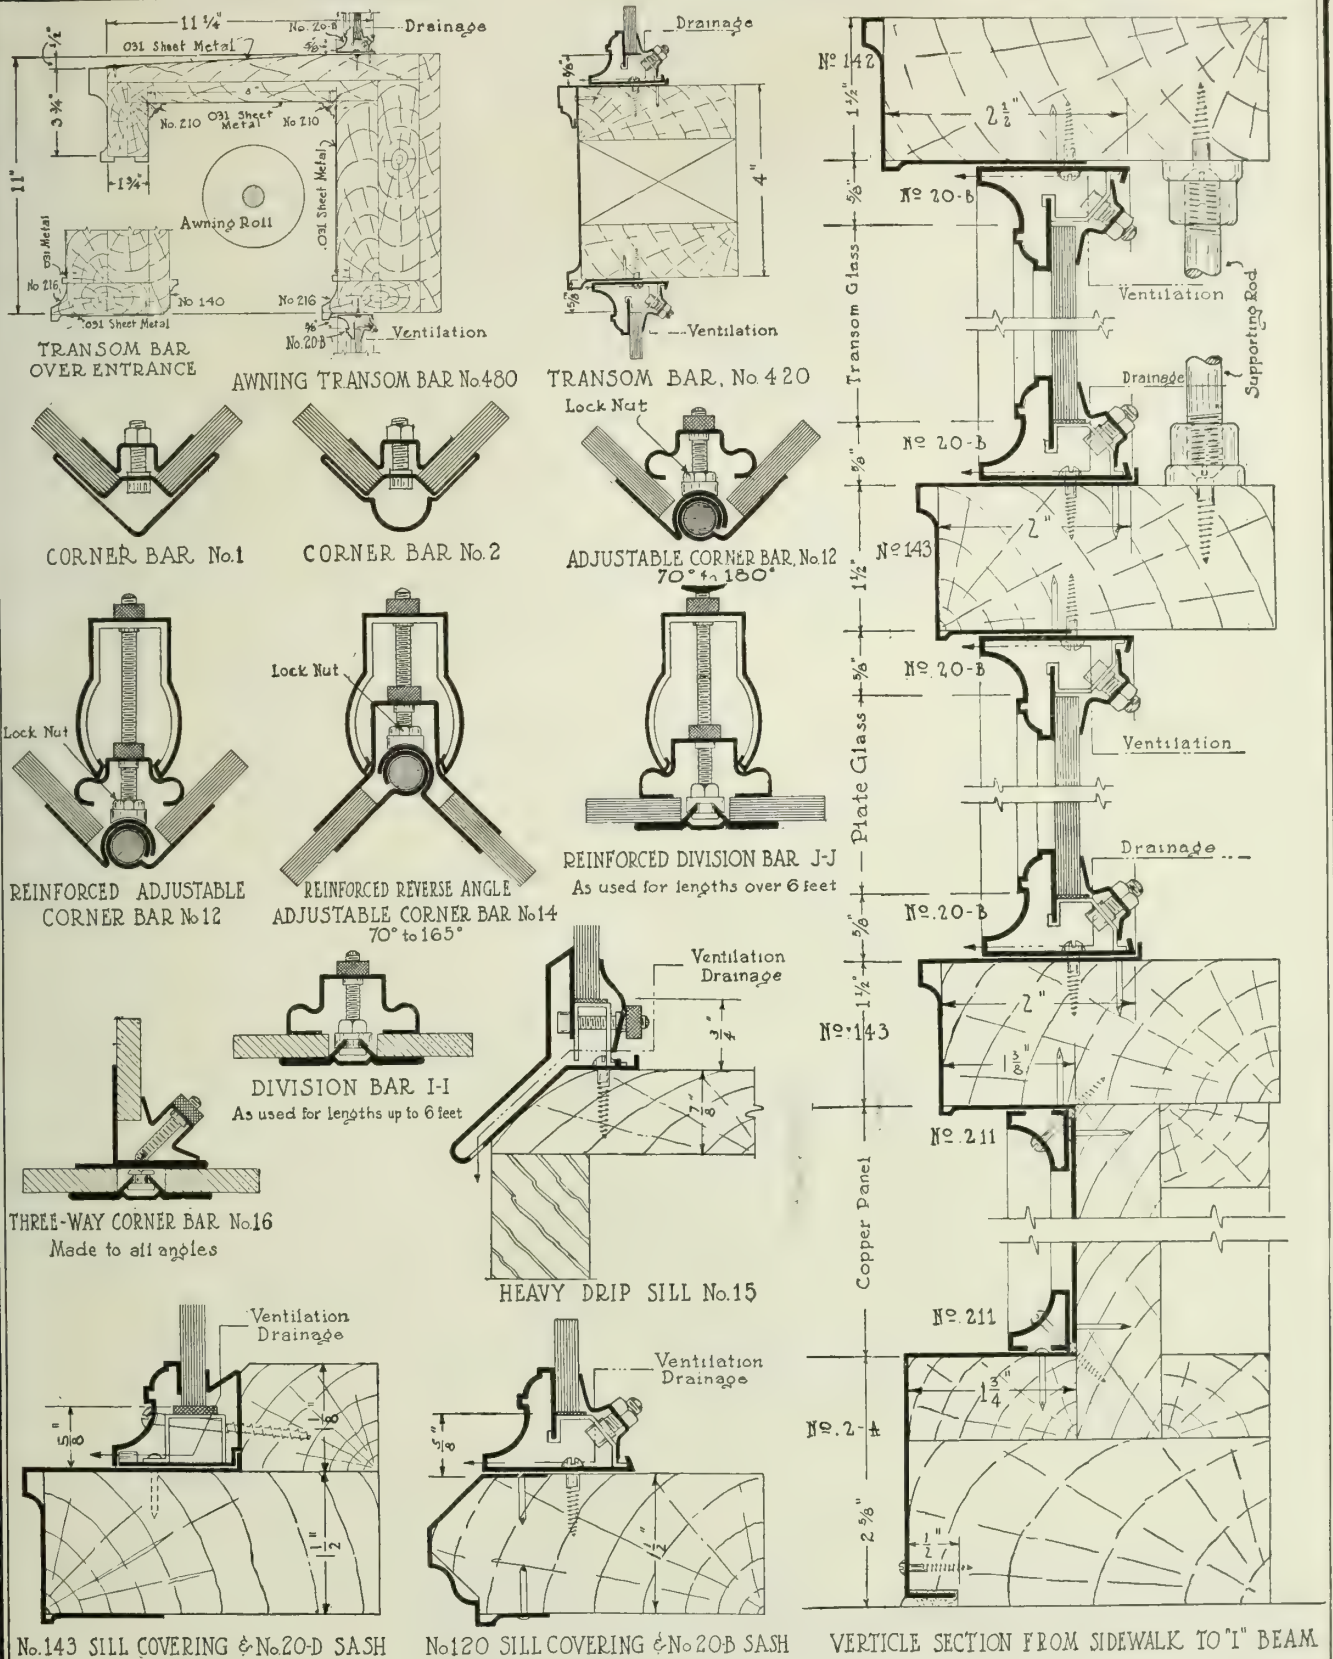 11 1/4"
No. 20-B
Drainage
5/8"
1/2"
031 Sheet Metal
3 3/4"
No. 210
031 Sheet
Metal
No 210
11"
1 3/4"
.031 Sheet Metal
Awning Roll
031 Metal
No 216
No 140
.031 Sheet Metal
No 216
5/8"
No. 20-B
Ventilation
TRANSOM BAR
OVER ENTRANCE
AWNING TRANSOM BAR No.480
Drainage
5/8"
4"
5/8"
Ventilation
TRANSOM BAR, No. 420
CORNER BAR No.1
CORNER BAR No.2
Lock Nut
ADJUSTABLE CORNER BAR, No.12
70° to 180°
Lock Nut
REINFORCED ADJUSTABLE
CORNER BAR No12
Lock Nut
REINFORCED REVERSE ANGLE
ADJUSTABLE CORNER BAR No14
70° to 165°
REINFORCED DIVISION BAR J-J
As used for lengths over 6 feet
DIVISION BAR I-I
As used for lengths up to 6 feet
THREE-WAY CORNER BAR No.16
Made to all angles
Ventilation
Drainage
3/4"
7/8"
HEAVY DRIP SILL No.15
Ventilation
Drainage
5/8"
1 1/8"
1 1/2"
No.143 SILL COVERING & No.20-D SASH
Ventilation
Drainage
5/8"
1 1/2"
No120 SILL COVERING & No 20-B SASH
No 142
1 1/2"
2 1/2"
5/8"
No 20-B
Transom Glass
Ventilation
Supporting Rod
Drainage
No 20-B
5/8"
2"
No 143
1 1/2"
5/8"
No. 20-B
Plate Glass
Ventilation
Drainage
No. 20-B
5/8"
1 1/2"
2"
No. 143
1 3/8"
No. 211
Copper Panel
No. 211
1 3/4"
No. 2-A
2 5/8"
1/2"
VERTICLE SECTION FROM SIDEWALK TO "I" BEAM